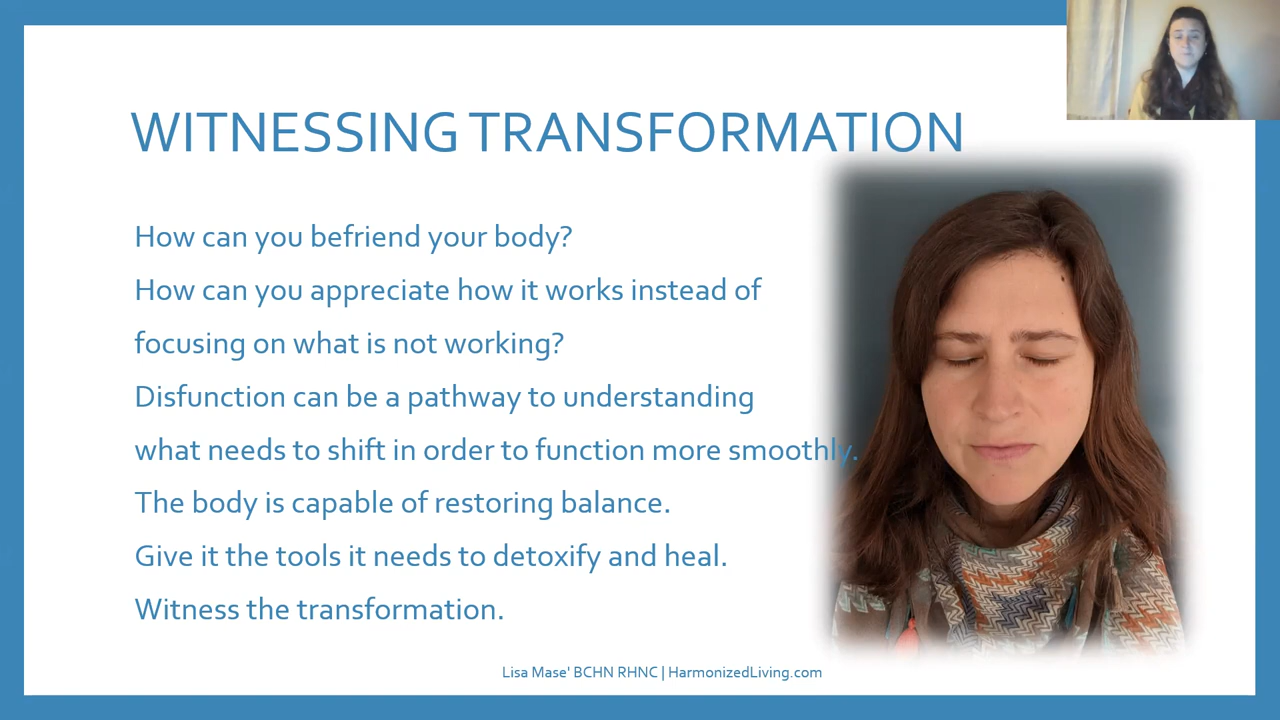 WITNESSING TRANSFORMATION
How can you befriend your body?
How can you appreciate how it works instead of
focusing on what is not working?
Disfunction can be a pathway to understanding
what needs to shift in order to function more smoothly.
The body is capable of restoring balance.
Give it the tools it needs to detoxify and heal.
Witness the transformation.
Lisa Mase' BCHN RHNC | HarmonizedLiving.com